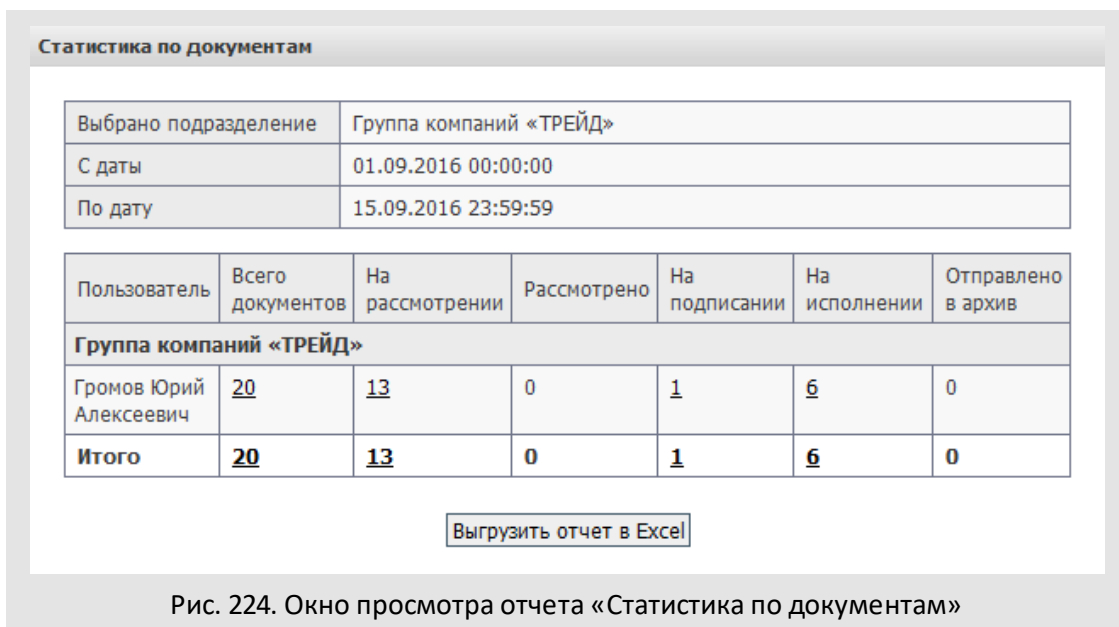 Статистика по документам
Выбрано подразделение Группа компаний «ТРЕЙД»
С даты 01.09.2016 00:00:00
По дату 15.09.2016 23:59:59
Пользователь Всего документов На рассмотрении Рассмотрено На подписании На исполнении Отправлено в архив
Группа компаний «ТРЕЙД»
Громов Юрий Алексеевич 20 13 0 1 6 0
Итого 20 13 0 1 6 0
Выгрузить отчет в Excel
Рис. 224. Окно просмотра отчета «Статистика по документам»